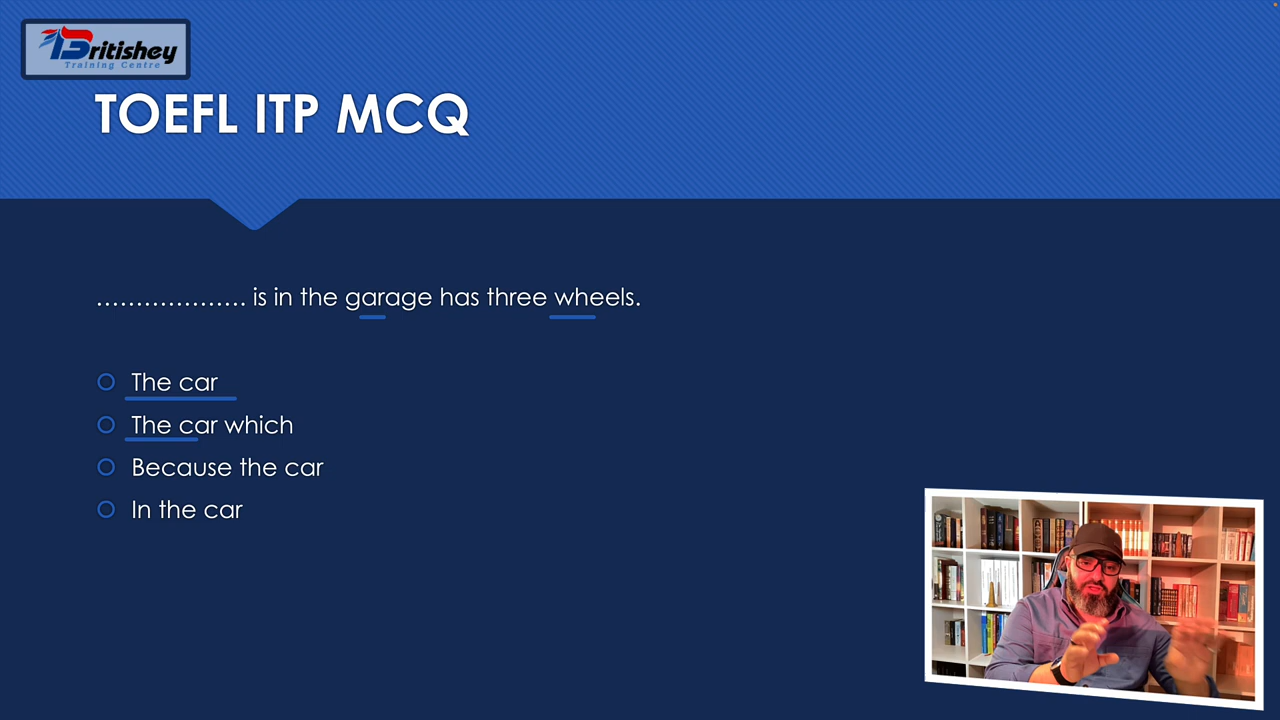 Britishey
Training Centre
TOEFL ITP MCQ
................... is in the garage has three wheels.
The car
The car which
Because the car
In the car